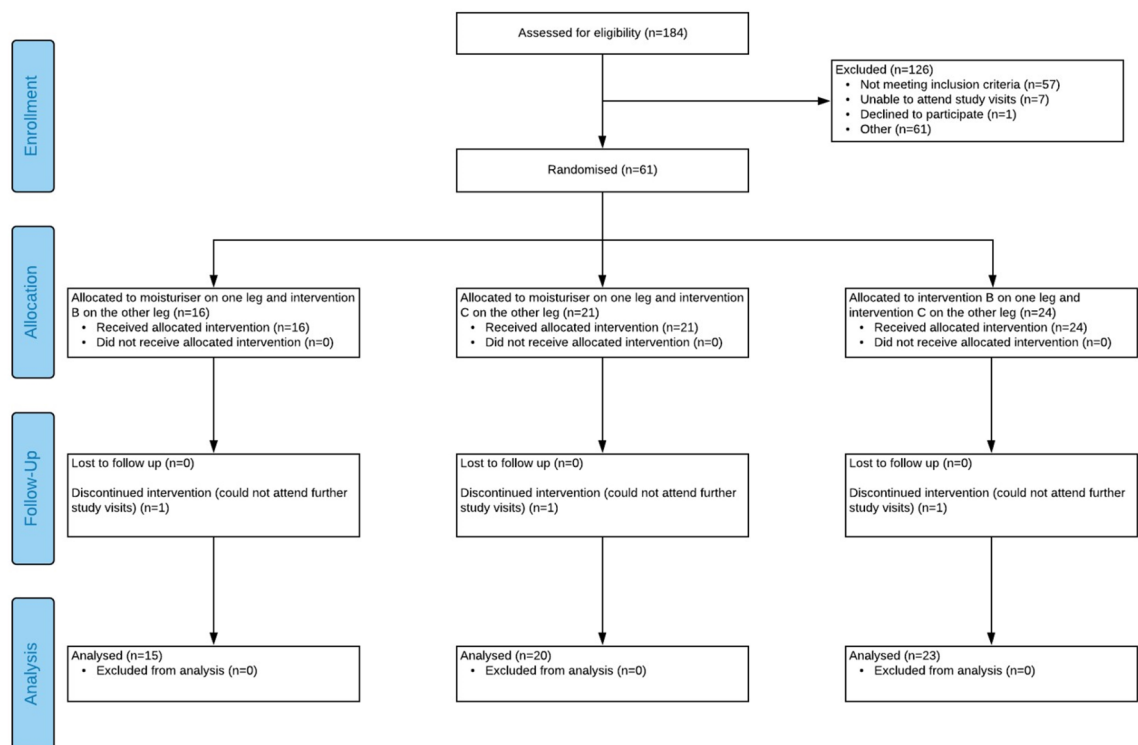 Enrollment
Assessed for eligibility (n=184)
Excluded (n=126)
• Not meeting inclusion criteria (n=57)
• Unable to attend study visits (n=7)
• Declined to participate (n=1)
• Other (n=61)
Randomised (n=61)
Allocation
Allocated to moisturiser on one leg and intervention
B on the other leg (n=16)
• Received allocated intervention (n=16)
• Did not receive allocated intervention (n=0)
Allocated to moisturiser on one leg and intervention
C on the other leg (n=21)
• Received allocated intervention (n=21)
• Did not receive allocated intervention (n=0)
Allocated to intervention B on one leg and
intervention C on the other leg (n=24)
• Received allocated intervention (n=24)
• Did not receive allocated intervention (n=0)
Follow-Up
Lost to follow up (n=0)
Discontinued intervention (could not attend further
study visits) (n=1)
Lost to follow up (n=0)
Discontinued intervention (could not attend further
study visits) (n=1)
Lost to follow up (n=0)
Discontinued intervention (could not attend further
study visits) (n=1)
Analysis
Analysed (n=15)
• Excluded from analysis (n=0)
Analysed (n=20)
• Excluded from analysis (n=0)
Analysed (n=23)
• Excluded from analysis (n=0)